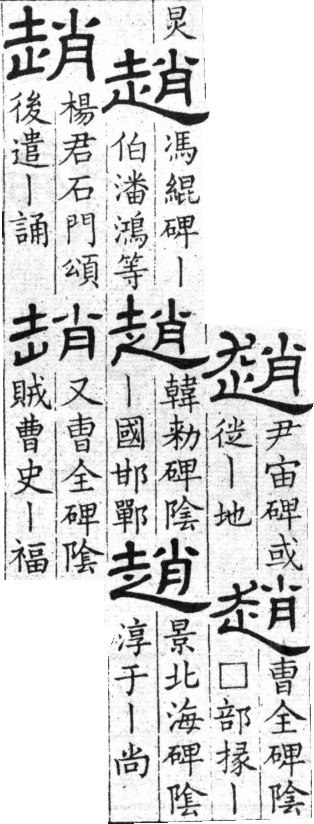 趙
尹宙碑或
徙丨地
趙
曹全碑陰
□部掾丨
炅
趙
馮緄碑丨
伯潘鴻等
趙
韓勑碑陰
丨國邯鄲
趙
景北海碑陰
淳于丨尚
趙
楊君石門頌
後遣丨誦
趙
又曹全碑陰
賊曹史丨福